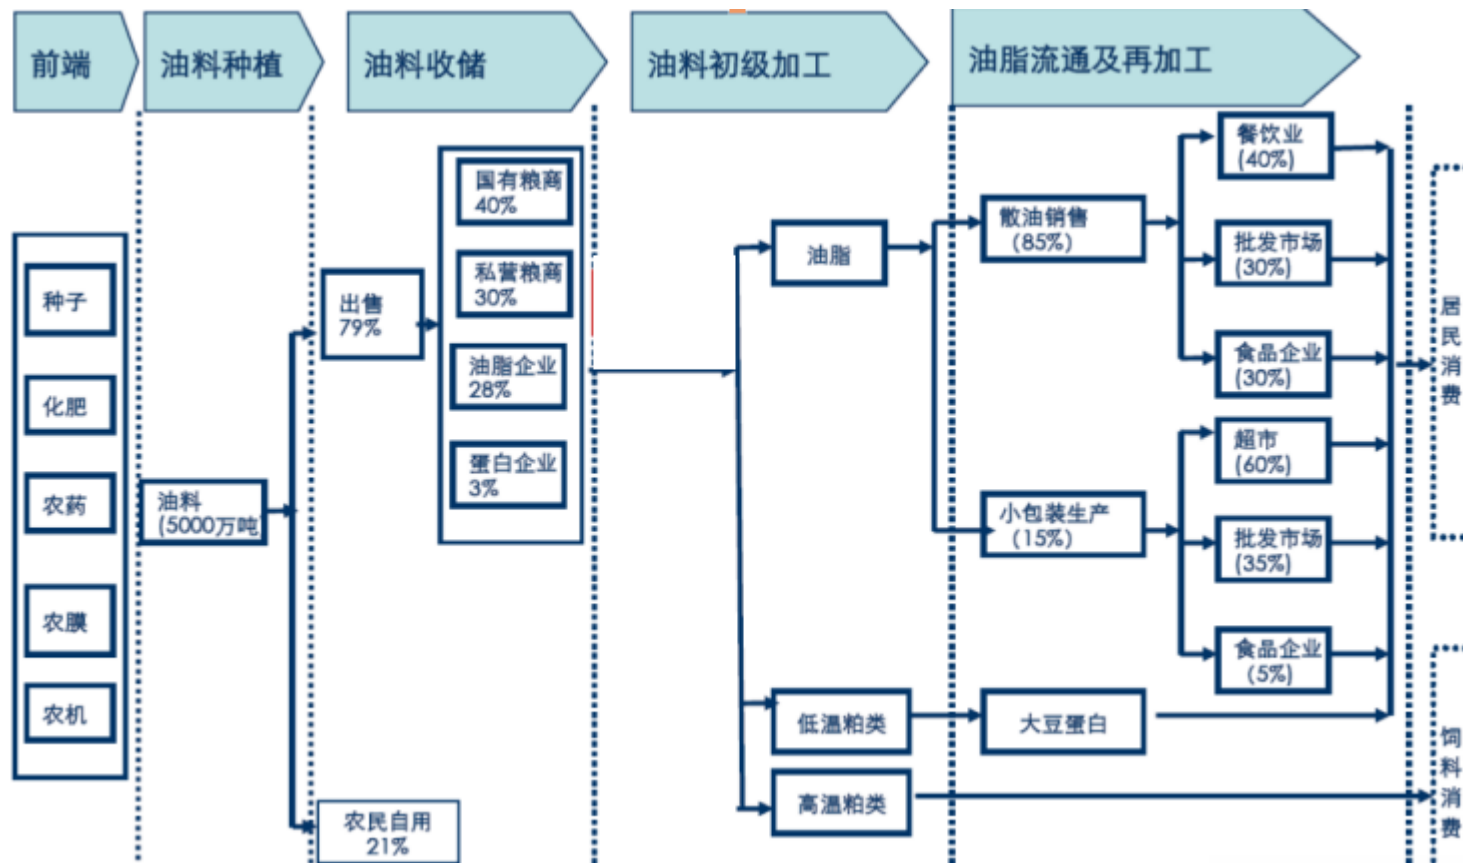 前端
油料种植
油料收储
油料初级加工
油脂流通及再加工
种子
化肥
农药
农膜
农机
油料
(5000万吨
出售
79%
农民自用
21%
国有粮商
40%
私营粮商
30%
油脂企业
28%
蛋白企业
3%
油脂
低温粕类
高温粕类
散油销售
(85%)
小包装生产
(15%)
大豆蛋白
餐饮业
(40%)
批发市场
(30%)
食品企业
(30%)
超市
(60%)
批发市场
(35%)
食品企业
(5%)
居
民
消
费
饲
料
消
费